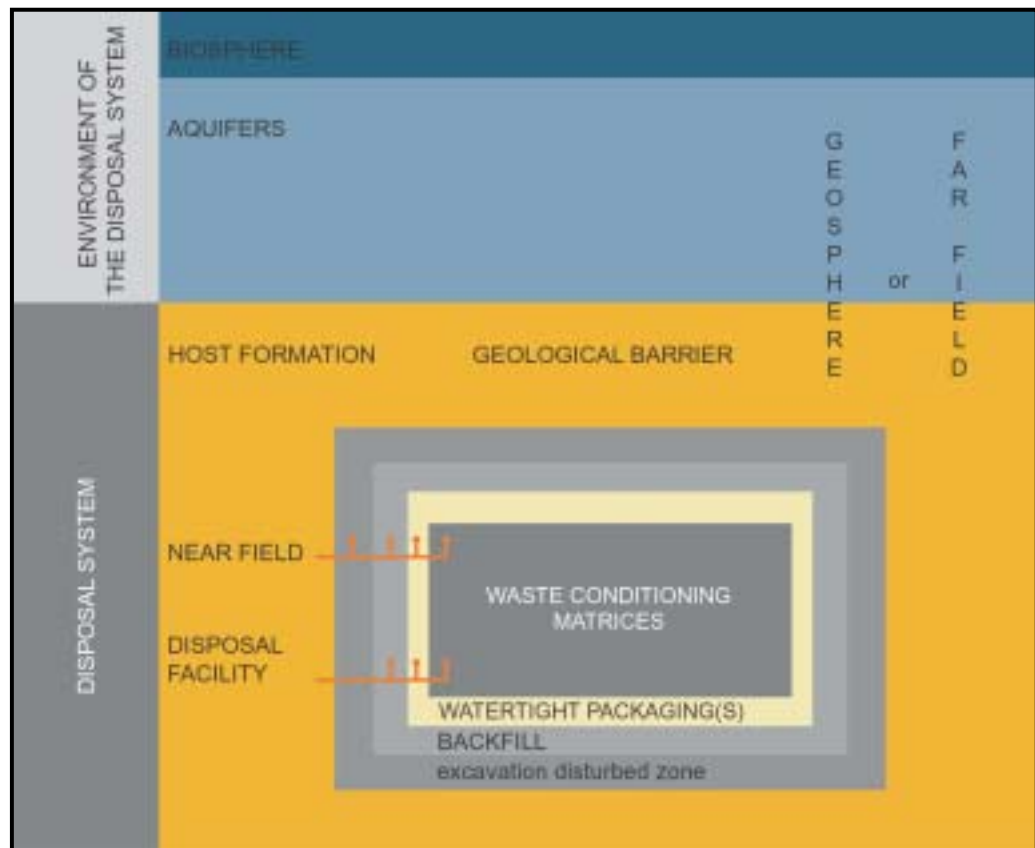 ENVIRONMENT OF
THE DISPOSAL SYSTEM
BIOSPHERE
AQUIFERS
GEOSPHERE
or
FAR FIELD
DISPOSAL SYSTEM
HOST FORMATION
GEOLOGICAL BARRIER
NEAR FIELD
DISPOSAL
FACILITY
WASTE CONDITIONING
MATRICES
WATERTIGHT PACKAGING(S)
BACKFILL
excavation disturbed zone